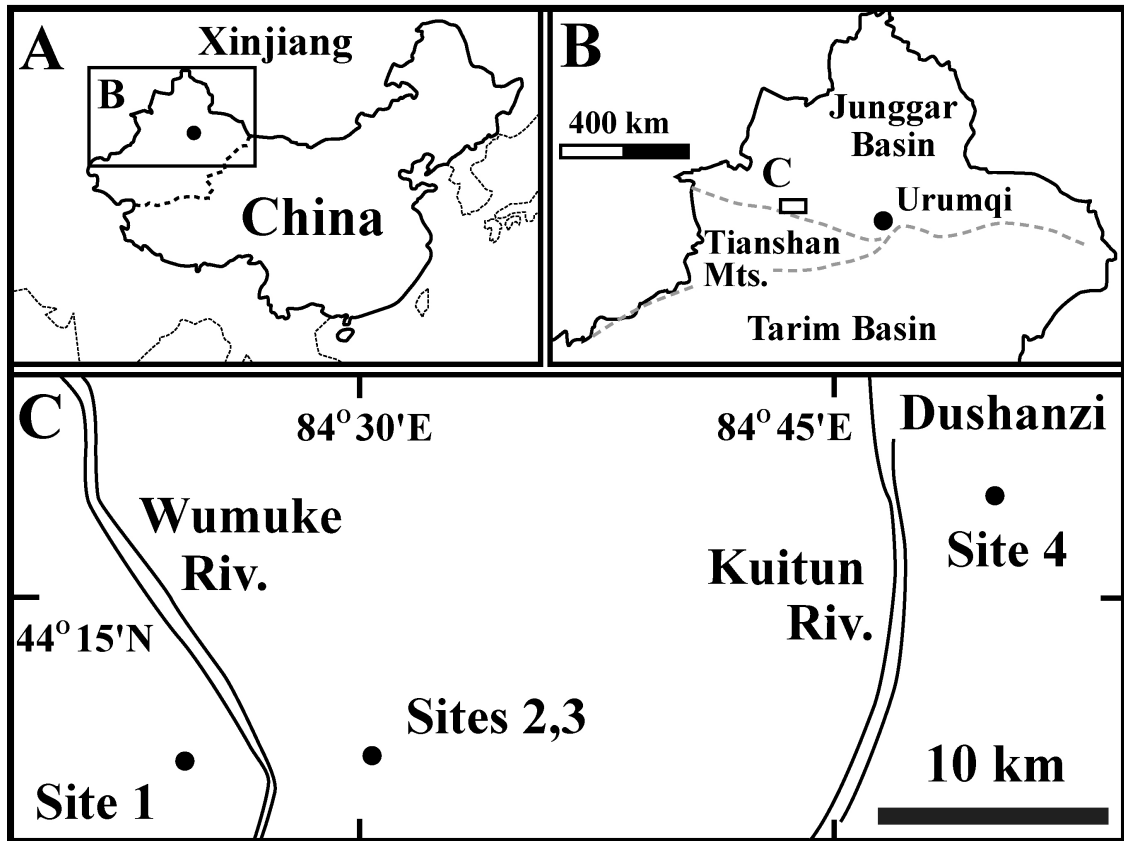 A
Xinjiang
B
China
B
400 km
Junggar
Basin
C
Urumqi
Tianshan
Mts.
Tarim Basin
C
84° 30'E
84° 45'E
Dushanzi
Wumuke
Riv.
Site 4
Kuitun
Riv.
44° 15'N
Sites 2,3
10 km
Site 1